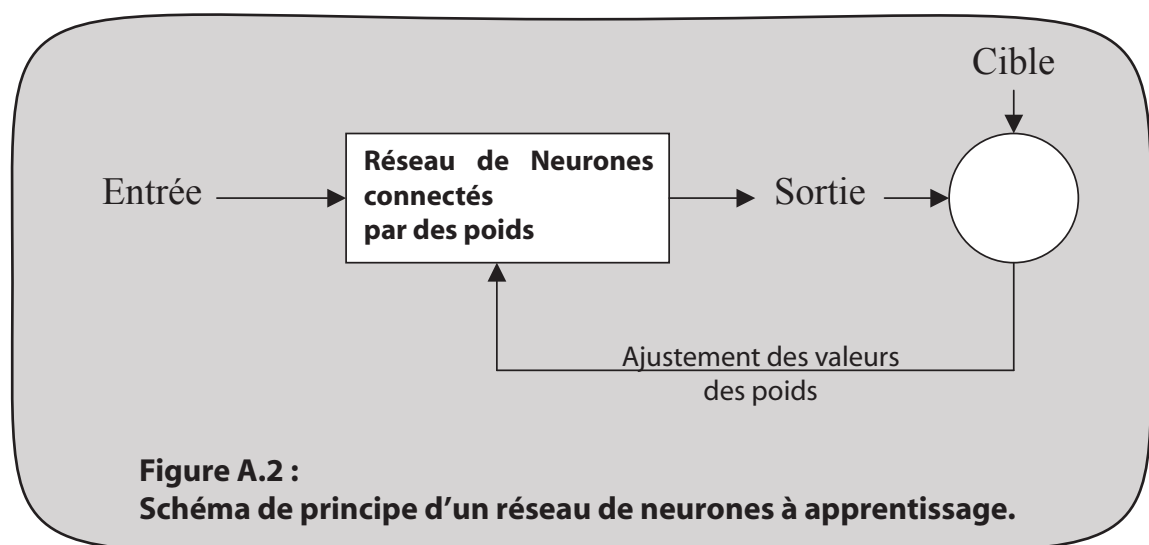 Cible
Entrée
Réseau de Neurones
connectés
par des poids
Sortie
Ajustement des valeurs
des poids
Figure A.2 :
Schéma de principe d’un réseau de neurones à apprentissage.